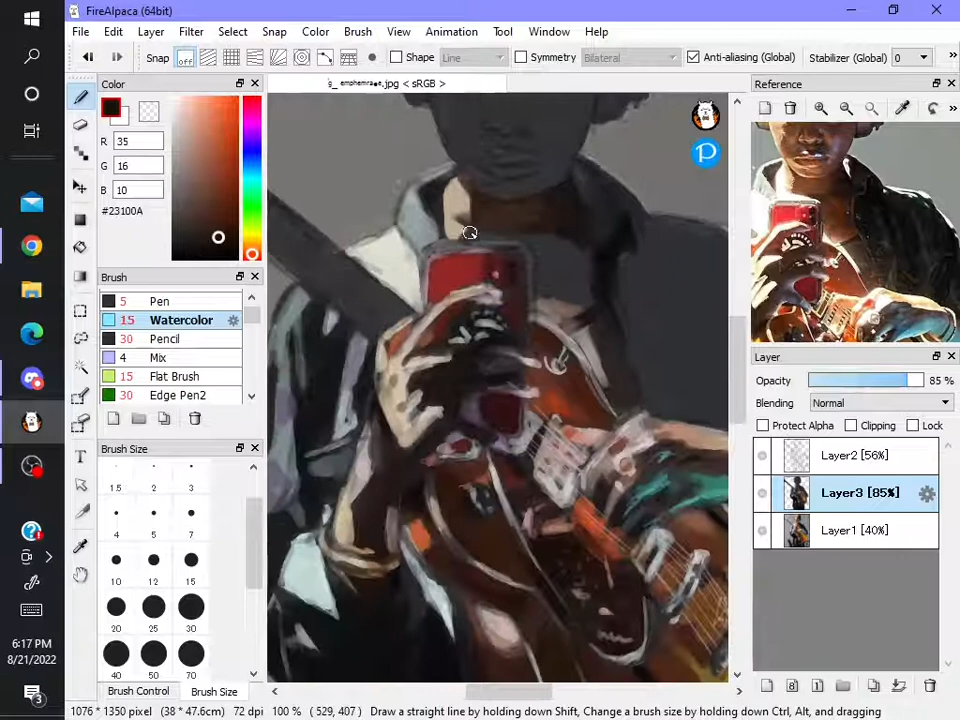 FireAlpaca (64bit)
File Edit Layer Filter Select Snap Color Brush View Animation Tool Window Help
Snap off Shape Line Symmetry Bilateral Anti-aliasing (Global) Stabilizer (Global) 0
Color
.jpg < sRGB >
Reference
R 35
G 16
B 10
#23100A
Brush
5 Pen
15 Watercolor
30 Pencil
4 Mix
15 Flat Brush
30 Edge Pen2
Layer
Opacity 85 %
Blending Normal
Protect Alpha Clipping Lock
Layer2 [56%]
Layer3 [85%]
Layer1 [40%]
Brush Size
1.5 2 3
4 5 7
10 12 15
20 25 30
40 50 70
Brush Control Brush Size
6:17 PM
8/21/2022
3
1076 * 1350 pixel (38 * 47.6cm) 72 dpi 100 % ( 529, 407 ) Draw a straight line by holding down Shift, Change a brush size by holding down Ctrl, Alt, and dragging